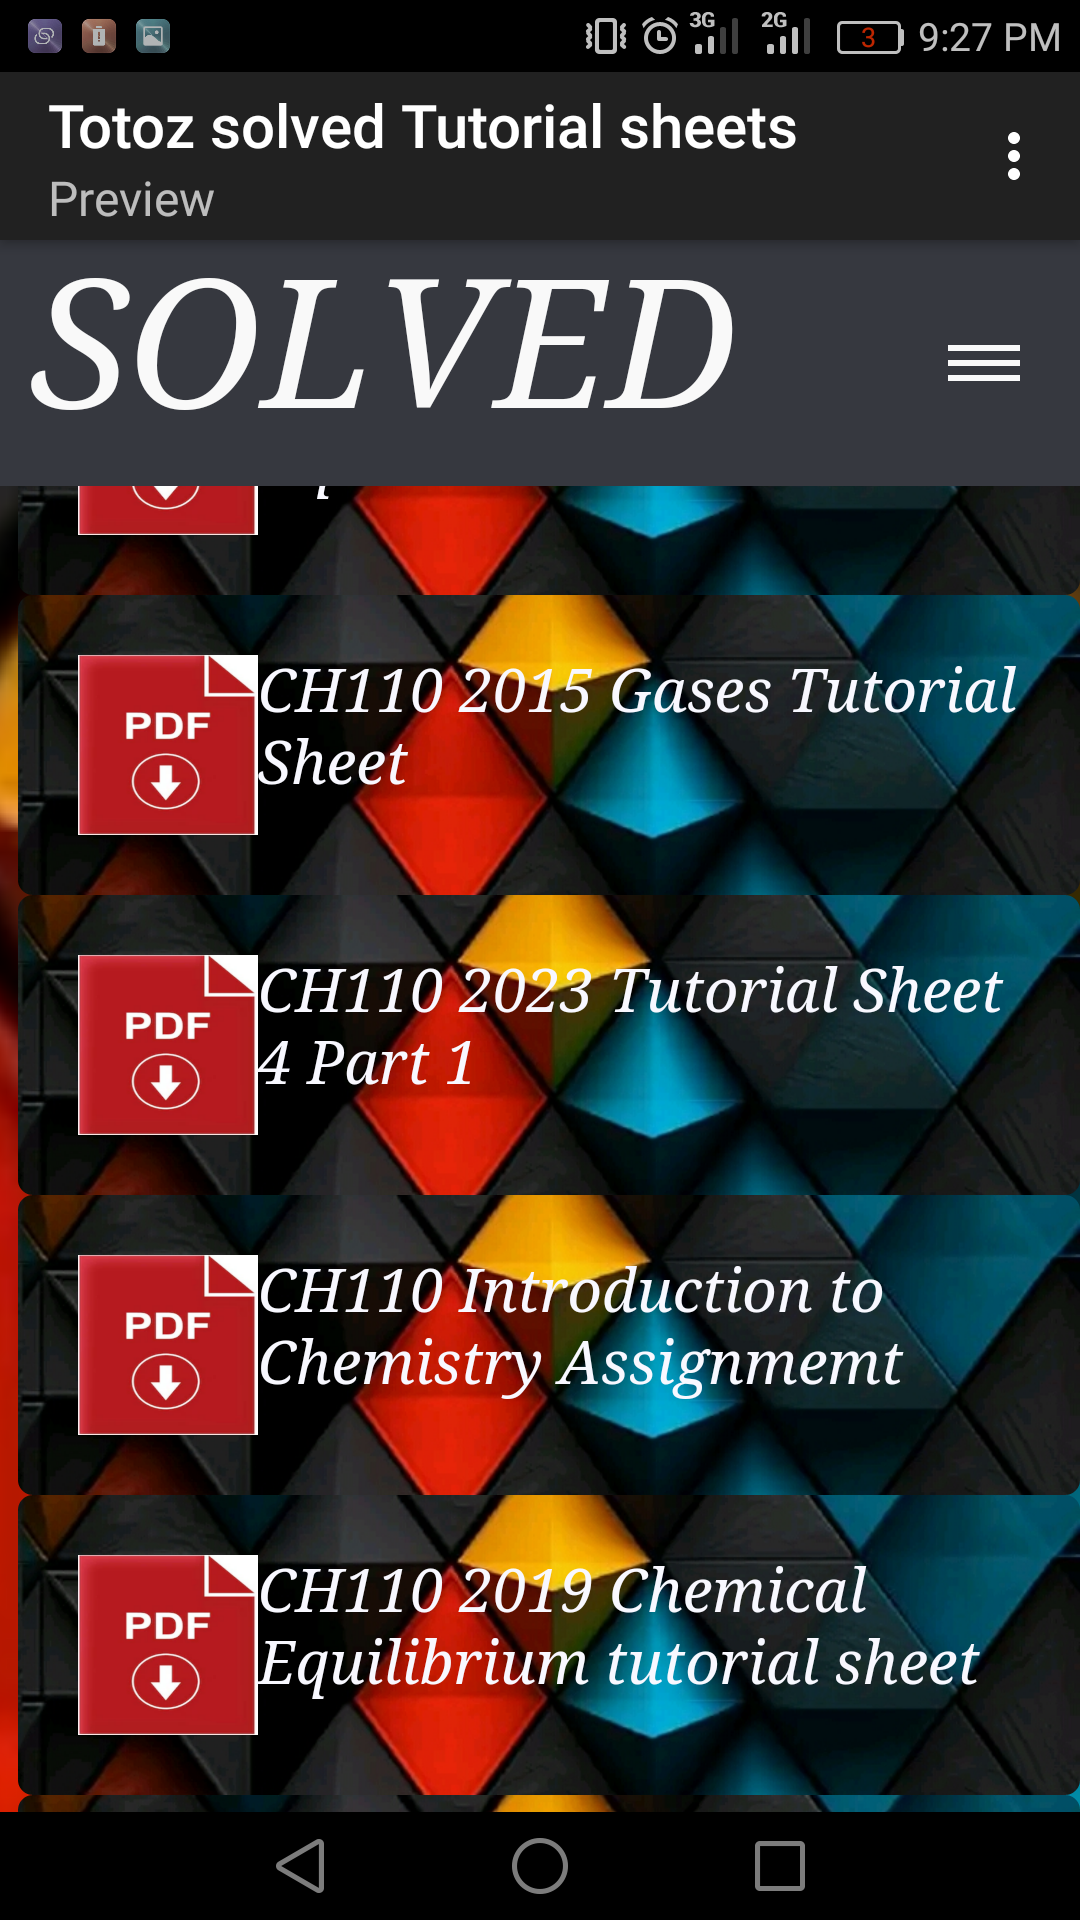 3G 2G 3 9:27 PM
Totoz solved Tutorial sheets
Preview
SOLVED
PDF
CH110 2015 Gases Tutorial
Sheet
PDF
CH110 2023 Tutorial Sheet
4 Part 1
PDF
CH110 Introduction to
Chemistry Assignmemt
PDF
CH110 2019 Chemical
Equilibrium tutorial sheet